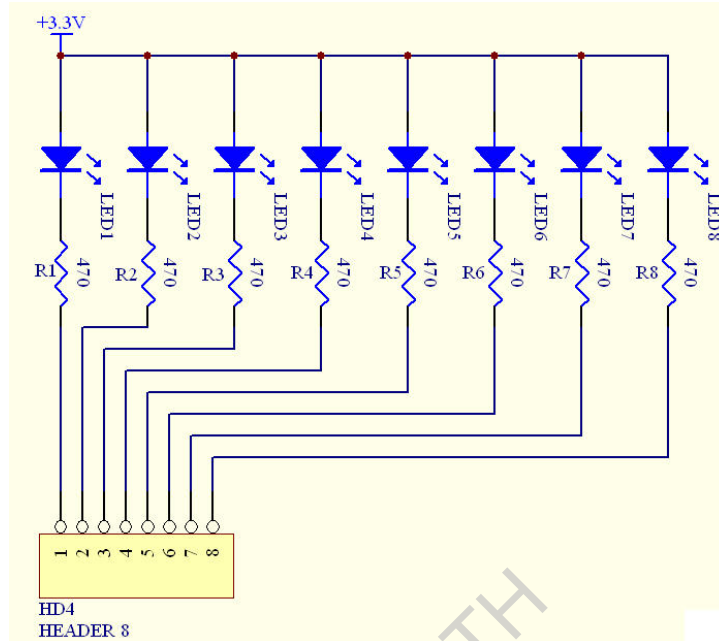 +3.3V
LED1
LED2
LED3
LED4
LED5
LED6
LED7
LED8
R1 470
R2 470
R3 470
R4 470
R5 470
R6 470
R7 470
R8 470
1 2 3 4 5 6 7 8
HD4
HEADER 8
TH